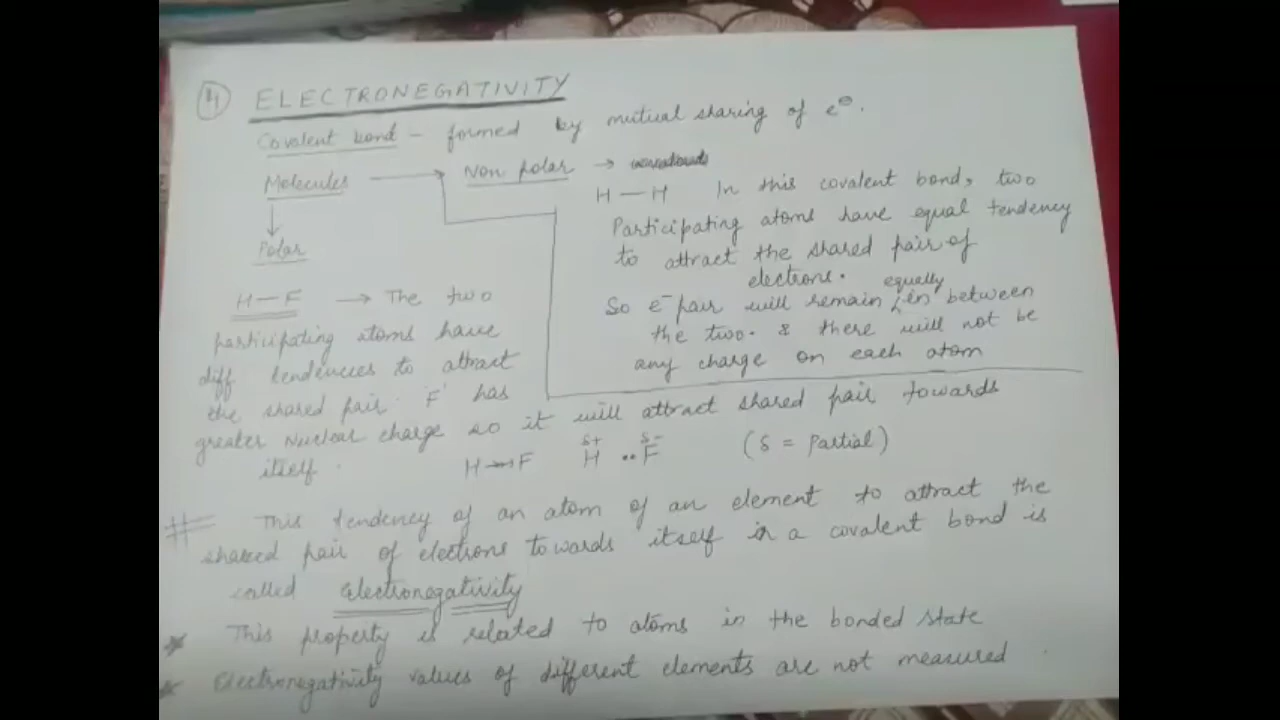 4 ELECTRONEGATIVITY
Covalent bond - formed by mutual sharing of e⊖.
Molecules → Non polar →
H — H In this covalent bond, two
Participating atoms have equal tendency
to attract the shared pair of
electrons.
equally
So e⁻ pair will remain in between
the two. & there will not be
any charge on each atom
Polar
H — F → The two
participating atoms have
diff tendencies to attract
the shared pair. 'F' has
greater Nuclear charge so it will attract shared pair towards
itself.
H F
δ+ δ-
H •• F (δ = Partial)
# This tendency of an atom of an element to attract the
shared pair of electrons towards itself in a covalent bond is
called Electronegativity
* This property is related to atoms in the bonded state
* Electronegativity values of different elements are not measured